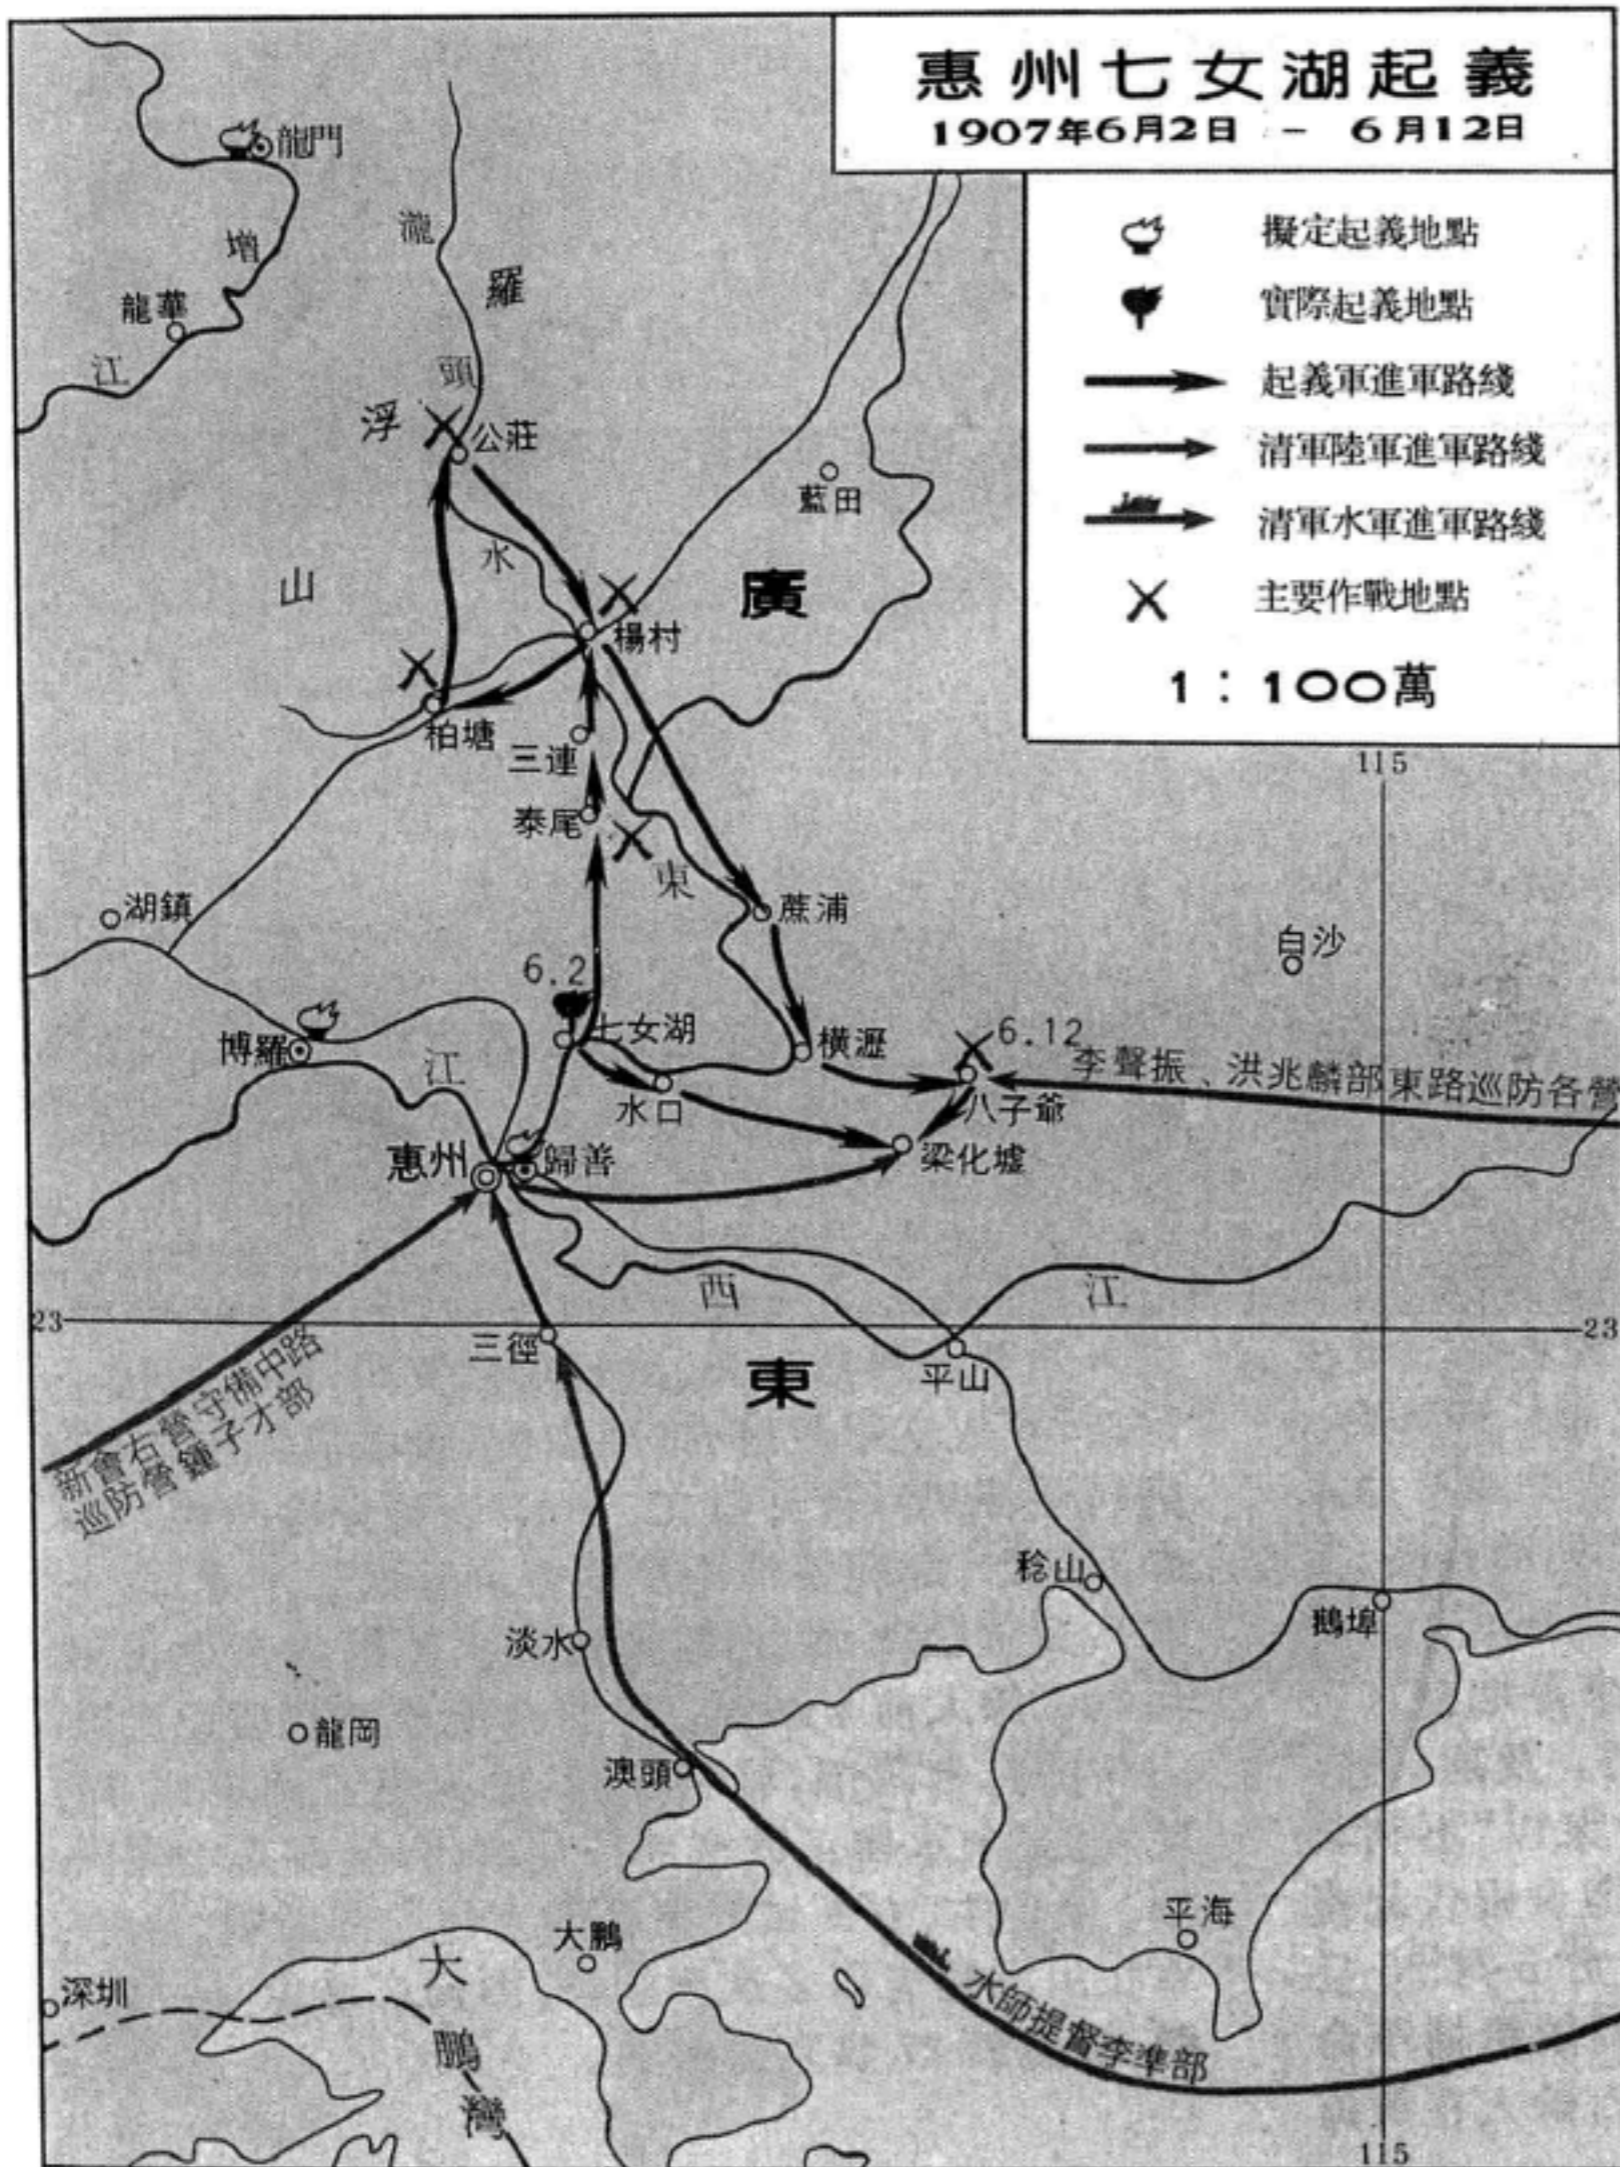 惠州七女湖起義
1907年6月2日 - 6月12日
擬定起義地點
實際起義地點
起義軍進軍路綫
清軍陸軍進軍路綫
清軍水軍進軍路綫
主要作戰地點
1：100萬
龍門
增
江
龍華
瀧
頭
水
羅
浮
山
公莊
藍田
廣
楊村
柏塘
三連
泰尾
115
東
湖鎮
蔴浦
白沙
6.2
七女湖
橫瀝
6.12
李聲振、洪兆麟部東路巡防各營
博羅
江
水口
八子爺
惠州
歸善
梁化墟
西
江
23
23
三徑
平山
東
新會右營守備中路
巡防營鍾子才部
稔山
鵝埠
淡水
龍岡
澳頭
平海
大鵬
大
鵬
灣
深圳
水師提督李準部
115